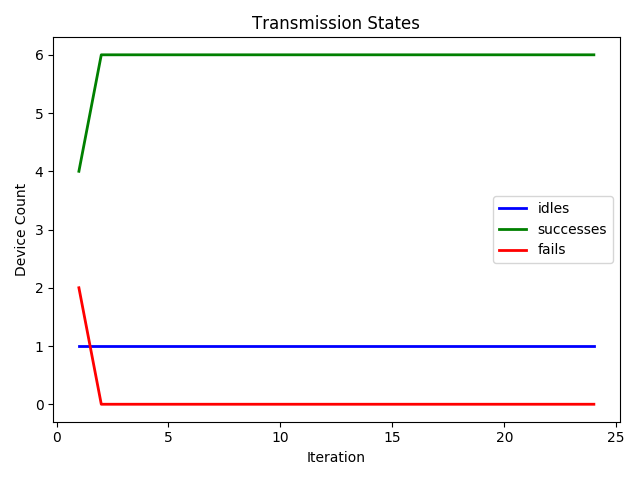 Transmission States
6
5
4
3
2
1
0
Device Count
idles
successes
fails
0 5 10 15 20 25
Iteration